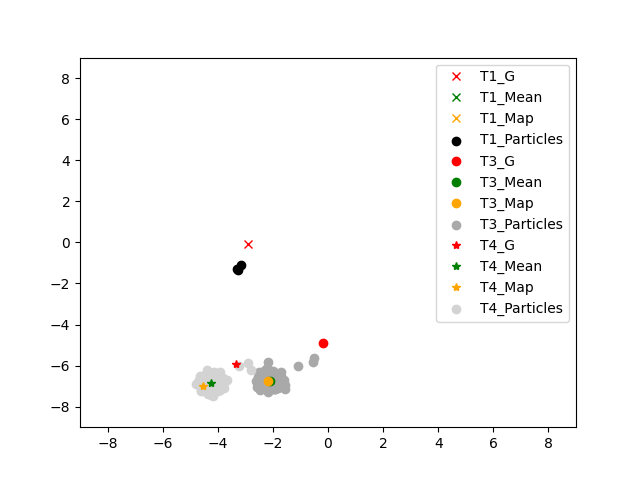 8
6
4
2
0
−2
−4
−6
−8
−8
−6
−4
−2
0
2
4
6
8
T1_G
T1_Mean
T1_Map
T1_Particles
T3_G
T3_Mean
T3_Map
T3_Particles
T4_G
T4_Mean
T4_Map
T4_Particles